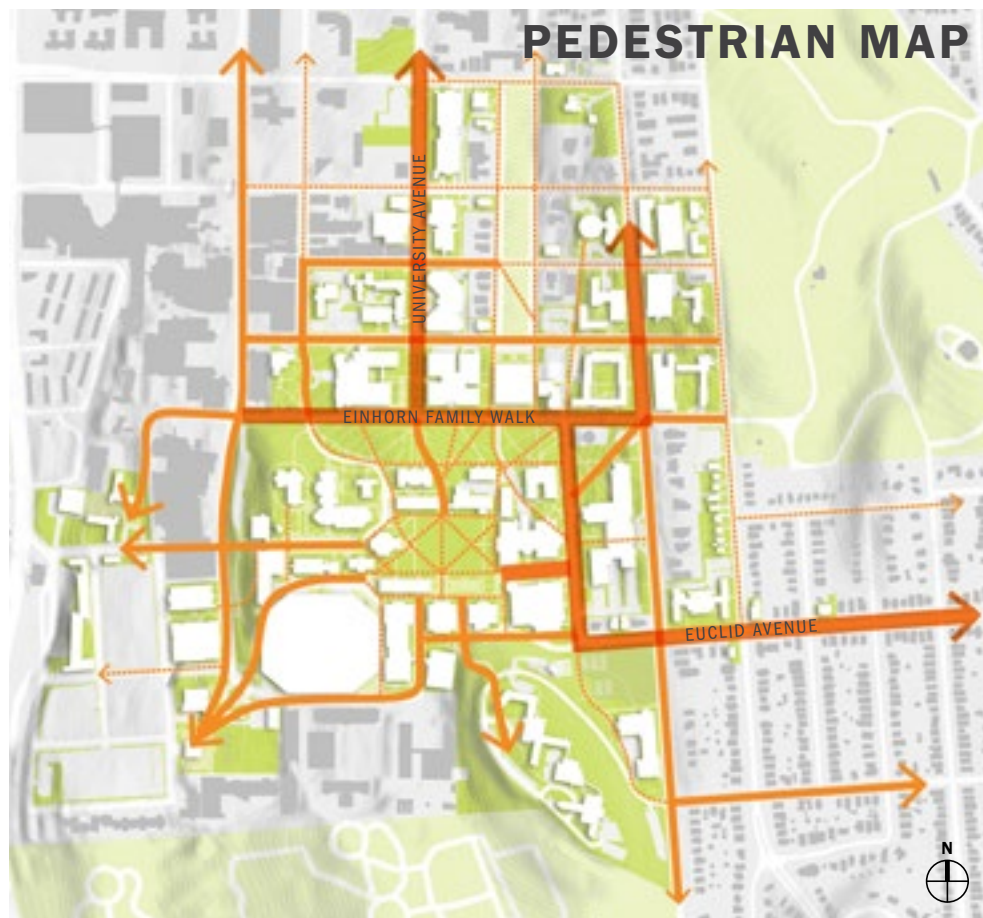 PEDESTRIAN MAP
UNIVERSITY AVENUE
EINHORN FAMILY WALK
EUCLID AVENUE
N